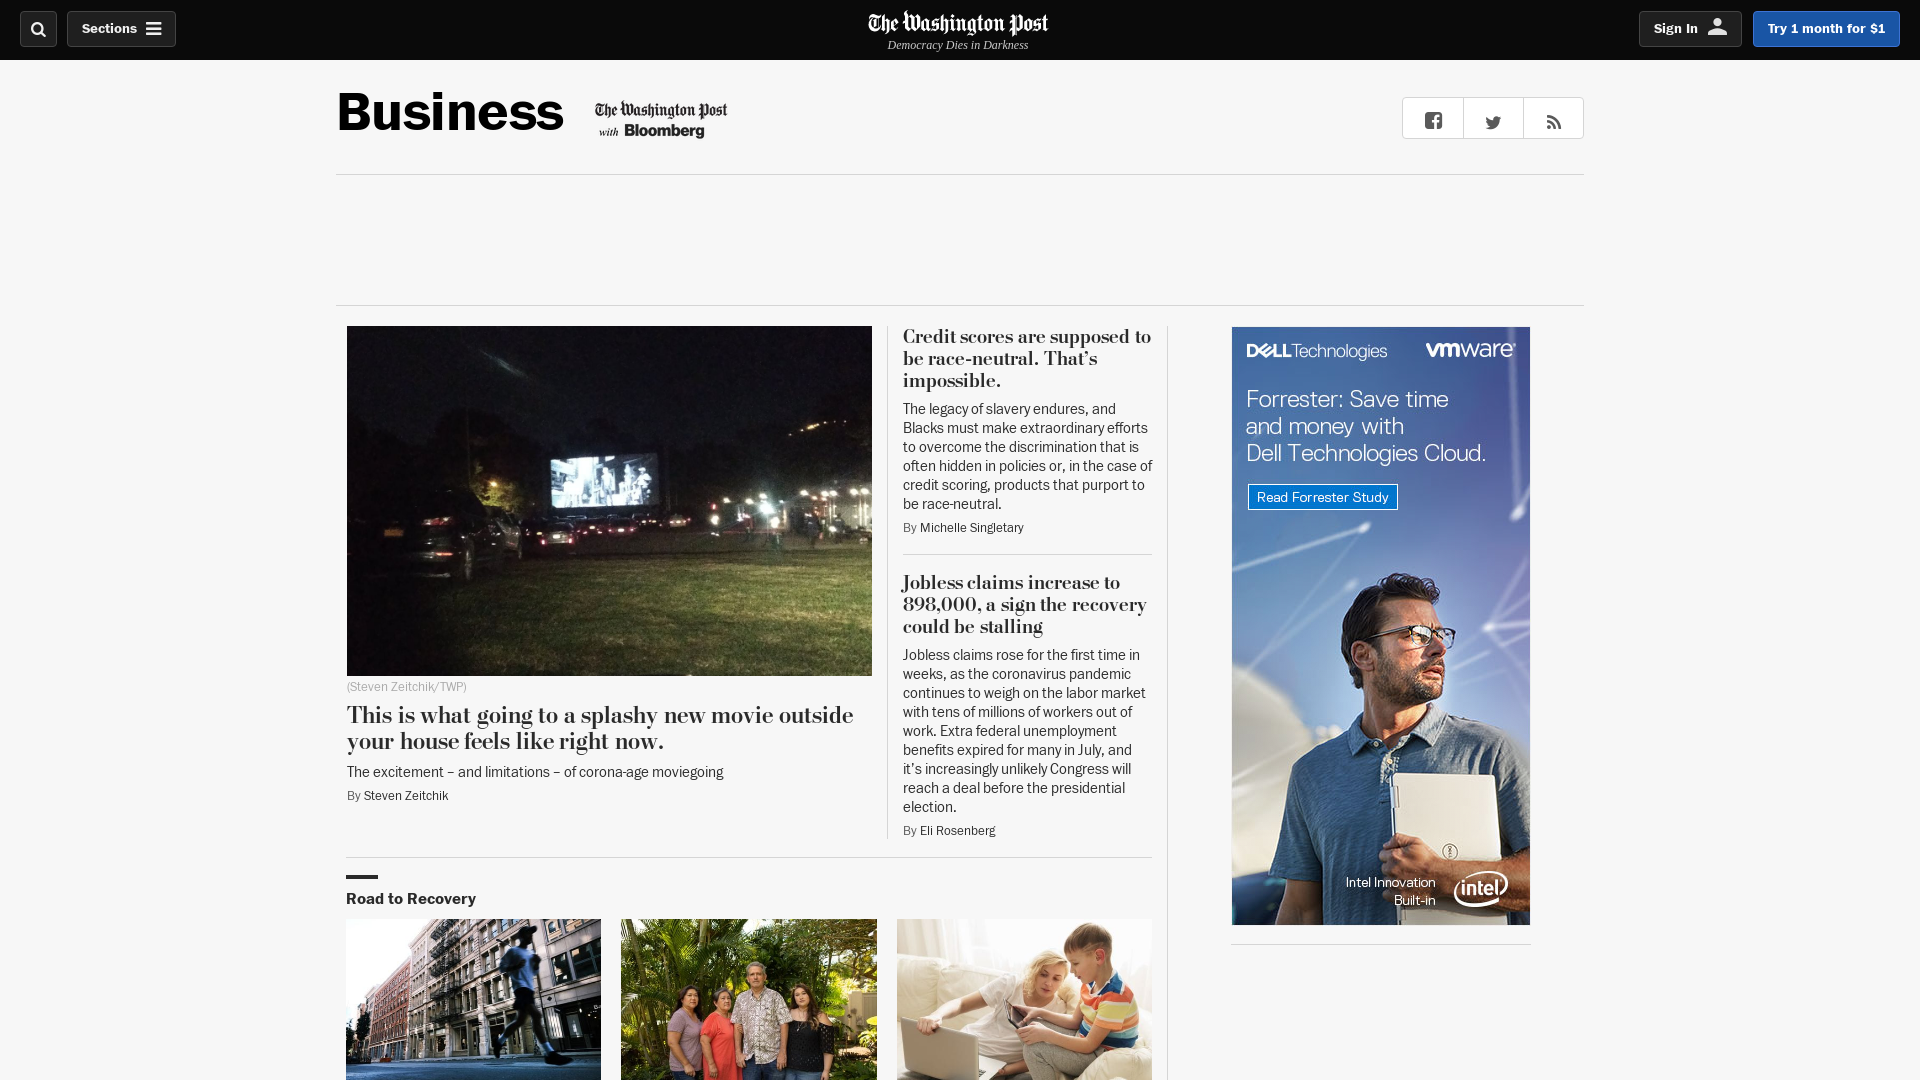 Sections
The Washington Post
Democracy Dies in Darkness
Sign In
Try 1 month for $1
Business
The Washington Post
with Bloomberg
(Steven Zeitchik/TWP)
This is what going to a splashy new movie outside
your house feels like right now.
The excitement – and limitations – of corona-age moviegoing
By Steven Zeitchik
Credit scores are supposed to
be race-neutral. That’s
impossible.
The legacy of slavery endures, and
Blacks must make extraordinary efforts
to overcome the discrimination that is
often hidden in policies or, in the case of
credit scoring, products that purport to
be race-neutral.
By Michelle Singletary
Jobless claims increase to
898,000, a sign the recovery
could be stalling
Jobless claims rose for the first time in
weeks, as the coronavirus pandemic
continues to weigh on the labor market
with tens of millions of workers out of
work. Extra federal unemployment
benefits expired for many in July, and
it’s increasingly unlikely Congress will
reach a deal before the presidential
election.
By Eli Rosenberg
DELLTechnologies
vmware®
Forrester: Save time
and money with
Dell Technologies Cloud.
Read Forrester Study
Intel Innovation
Built-in
intel
Road to Recovery